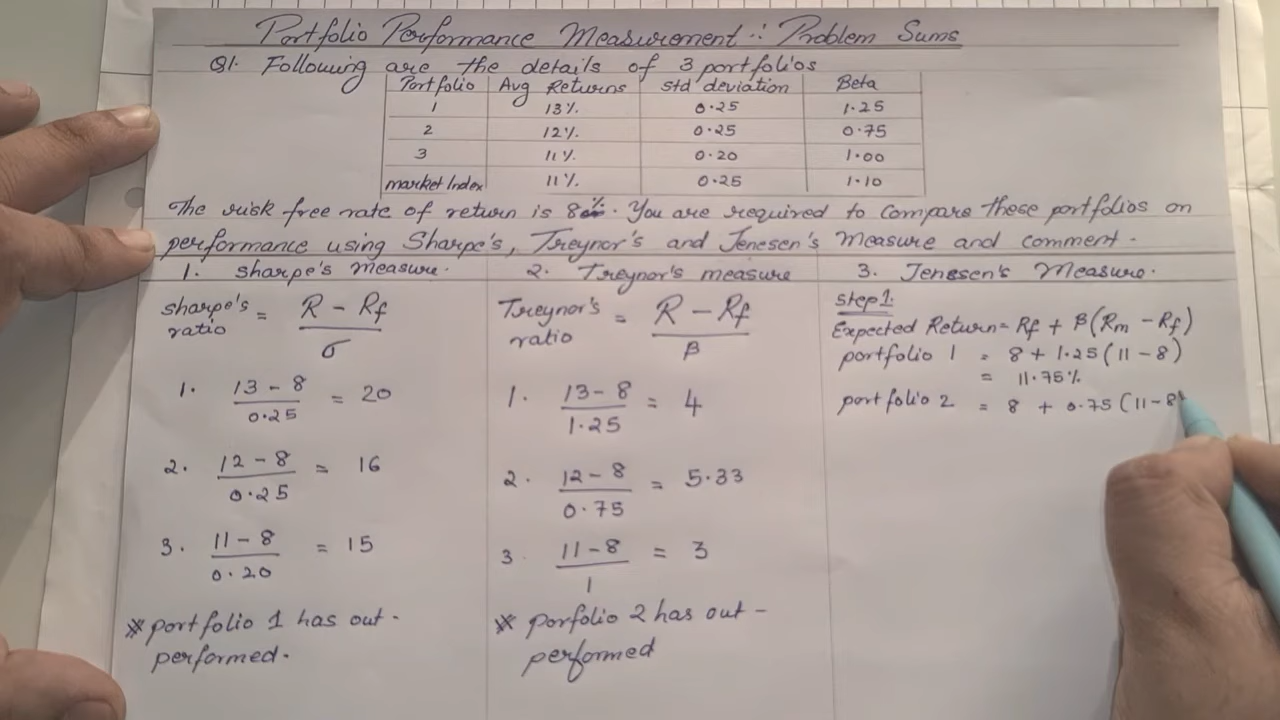 Portfolio Performance Measurement :: Problem Sums
Q1. Following are the details of 3 portfolios
Portfolio Avg Returns std deviation Beta
1 13% 0.25 1.25
2 12% 0.25 0.75
3 11% 0.20 1.00
market Index 11% 0.25 1.10
The risk free rate of return is 8%. You are required to compare these portfolios on
performance using Sharpe's, Treynor's and Jenesen's Measure and comment.
1. Sharpe's measure.
sharpe's ratio = R - Rf / σ
1. 13 - 8 / 0.25 = 20
2. 12 - 8 / 0.25 = 16
3. 11 - 8 / 0.20 = 15
* portfolio 1 has out-
performed.
2. Treynor's measure
Treynor's ratio = R - Rf / β
1. 13 - 8 / 1.25 = 4
2. 12 - 8 / 0.75 = 5.33
3. 11 - 8 / 1 = 3
* porfolio 2 has out-
performed
3. Jenssen's Measure.
Step 1:
Expected Return = Rf + β(Rm - Rf)
portfolio 1 = 8 + 1.25 (11 - 8)
= 11.75%
portfolio 2 = 8 + 0.75 (11 - 8